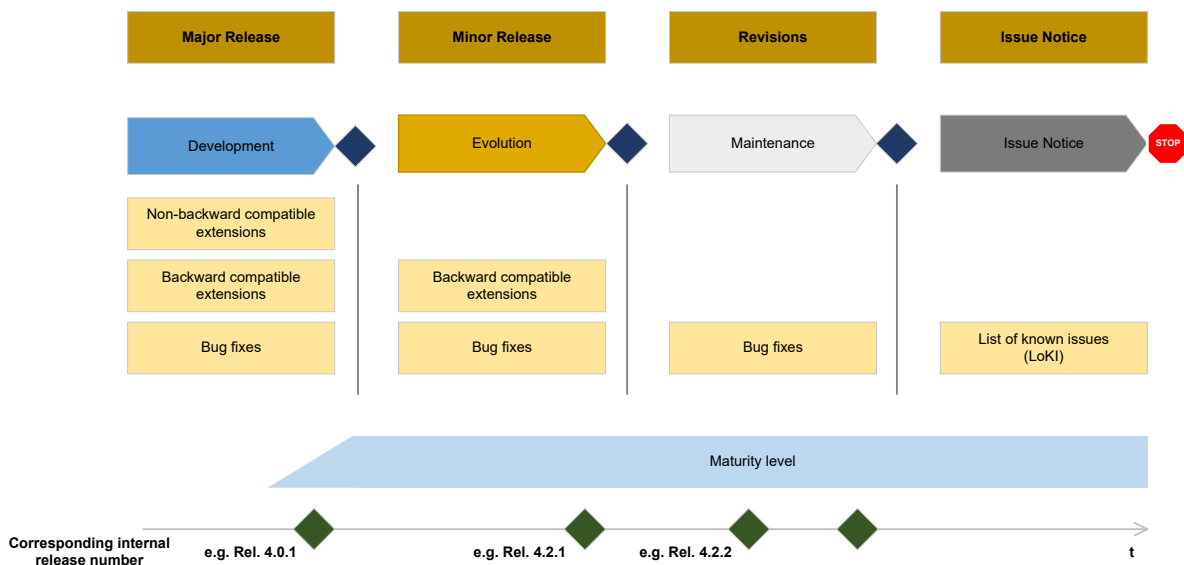 Major Release
Minor Release
Revisions
Issue Notice
Development
Evolution
Maintenance
Issue Notice
STOP
Non-backward compatible
extensions
Backward compatible
extensions
Backward compatible
extensions
Bug fixes
Bug fixes
Bug fixes
List of known issues
(LoKI)
Maturity level
Corresponding internal
release number
e.g. Rel. 4.0.1
e.g. Rel. 4.2.1
e.g. Rel. 4.2.2
t